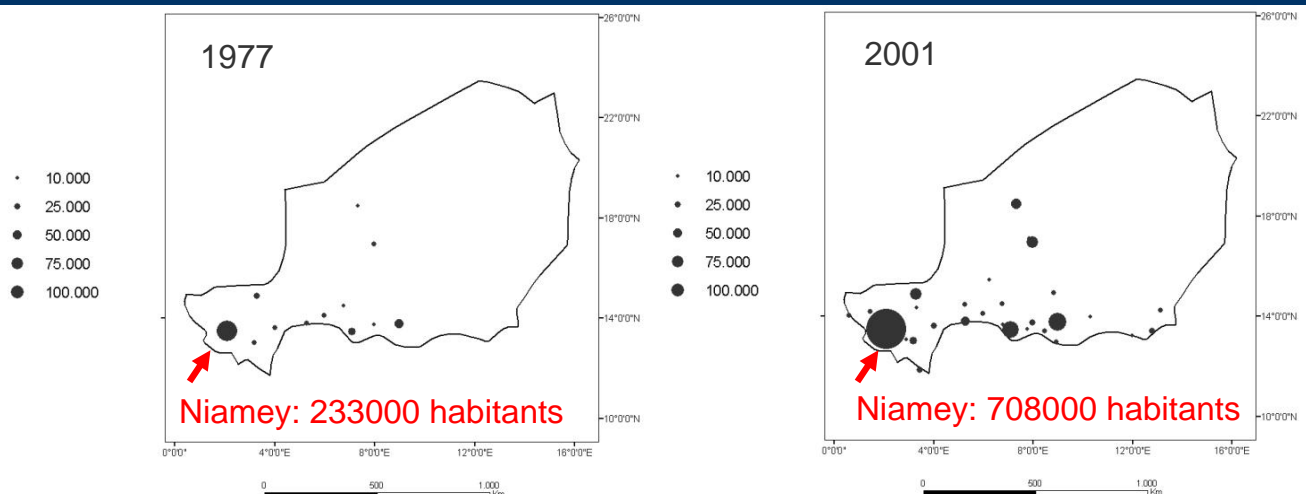 1977
10.000
25.000
50.000
75.000
100.000
26°0'0"N
22°0'0"N
18°0'0"N
14°0'0"N
10°0'0"N
Niamey: 233000 habitants
0°0'0"
4°0'0"E
8°0'0"E
12°0'0"E
16°0'0"E
0
500
1.000
Km
2001
10.000
25.000
50.000
75.000
100.000
26°0'0"N
22°0'0"N
18°0'0"N
14°0'0"N
10°0'0"N
Niamey: 708000 habitants
0°0'0"
4°0'0"E
8°0'0"E
12°0'0"E
16°0'0"E
0
500
1.000
Km